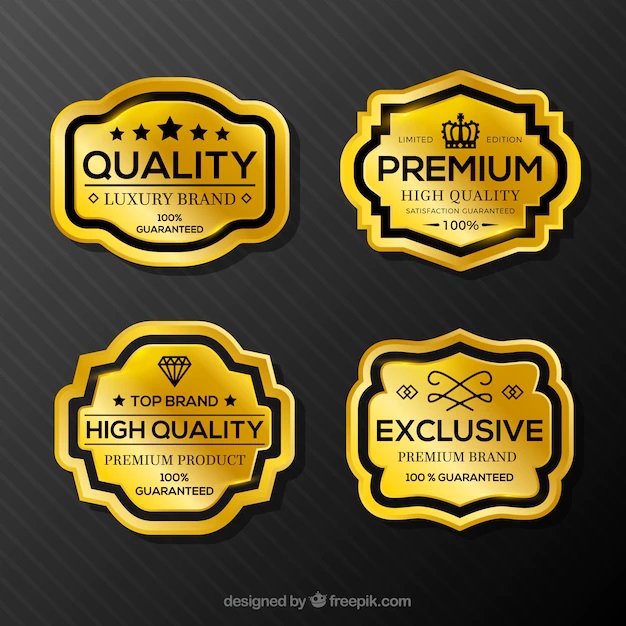 QUALITY
LUXURY BRAND
100%
GUARANTEED
LIMITED EDITION
PREMIUM
HIGH QUALITY
SATISFACTION GUARANTEED
100%
TOP BRAND
HIGH QUALITY
PREMIUM PRODUCT
100%
GUARANTEED
EXCLUSIVE
PREMIUM BRAND
100% GUARANTEED
designed by freepik.com